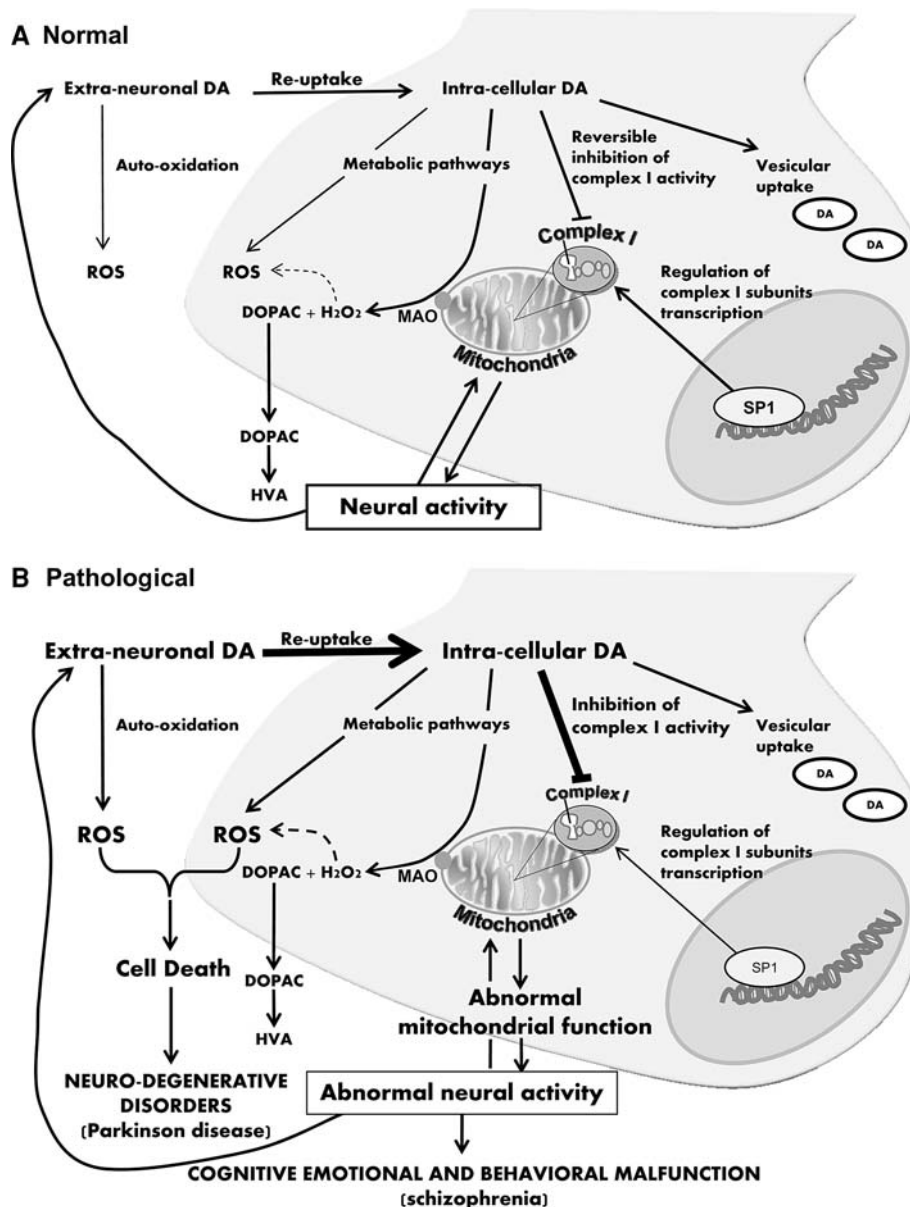 A Normal
Extra-neuronal DA
Re-uptake
Intra-cellular DA
Auto-oxidation
Metabolic pathways
Reversible
inhibition of
complex I activity
Vesicular
uptake
DA
DA
Complex I
ROS
ROS
DOPAC + H2O2
MAO
Mitochondria
Regulation of
complex I subunits
transcription
SP1
DOPAC
HVA
Neural activity
B Pathological
Extra-neuronal DA
Re-uptake
Intra-cellular DA
Auto-oxidation
Metabolic pathways
Inhibition of
complex I activity
Vesicular
uptake
DA
DA
Complex I
ROS
ROS
DOPAC + H2O2
MAO
Mitochondria
Regulation of
complex I subunits
transcription
SP1
Cell Death
DOPAC
HVA
Abnormal
mitochondrial function
NEURO-DEGENERATIVE
DISORDERS
(Parkinson disease)
Abnormal neural activity
COGNITIVE EMOTIONAL AND BEHAVIORAL MALFUNCTION
(schizophrenia)